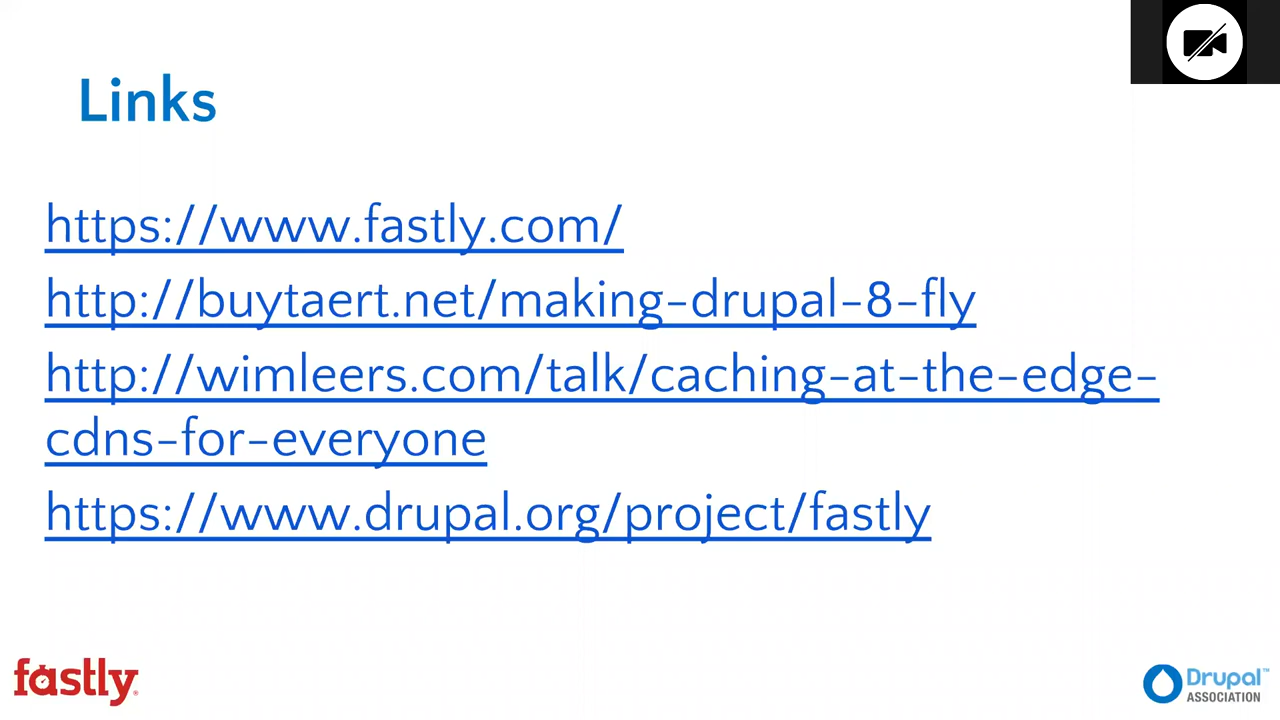 Links
https://www.fastly.com/
http://buytaert.net/making-drupal-8-fly
http://wimleers.com/talk/caching-at-the-edge-
cdns-for-everyone
https://www.drupal.org/project/fastly
fastly
Drupal™
ASSOCIATION